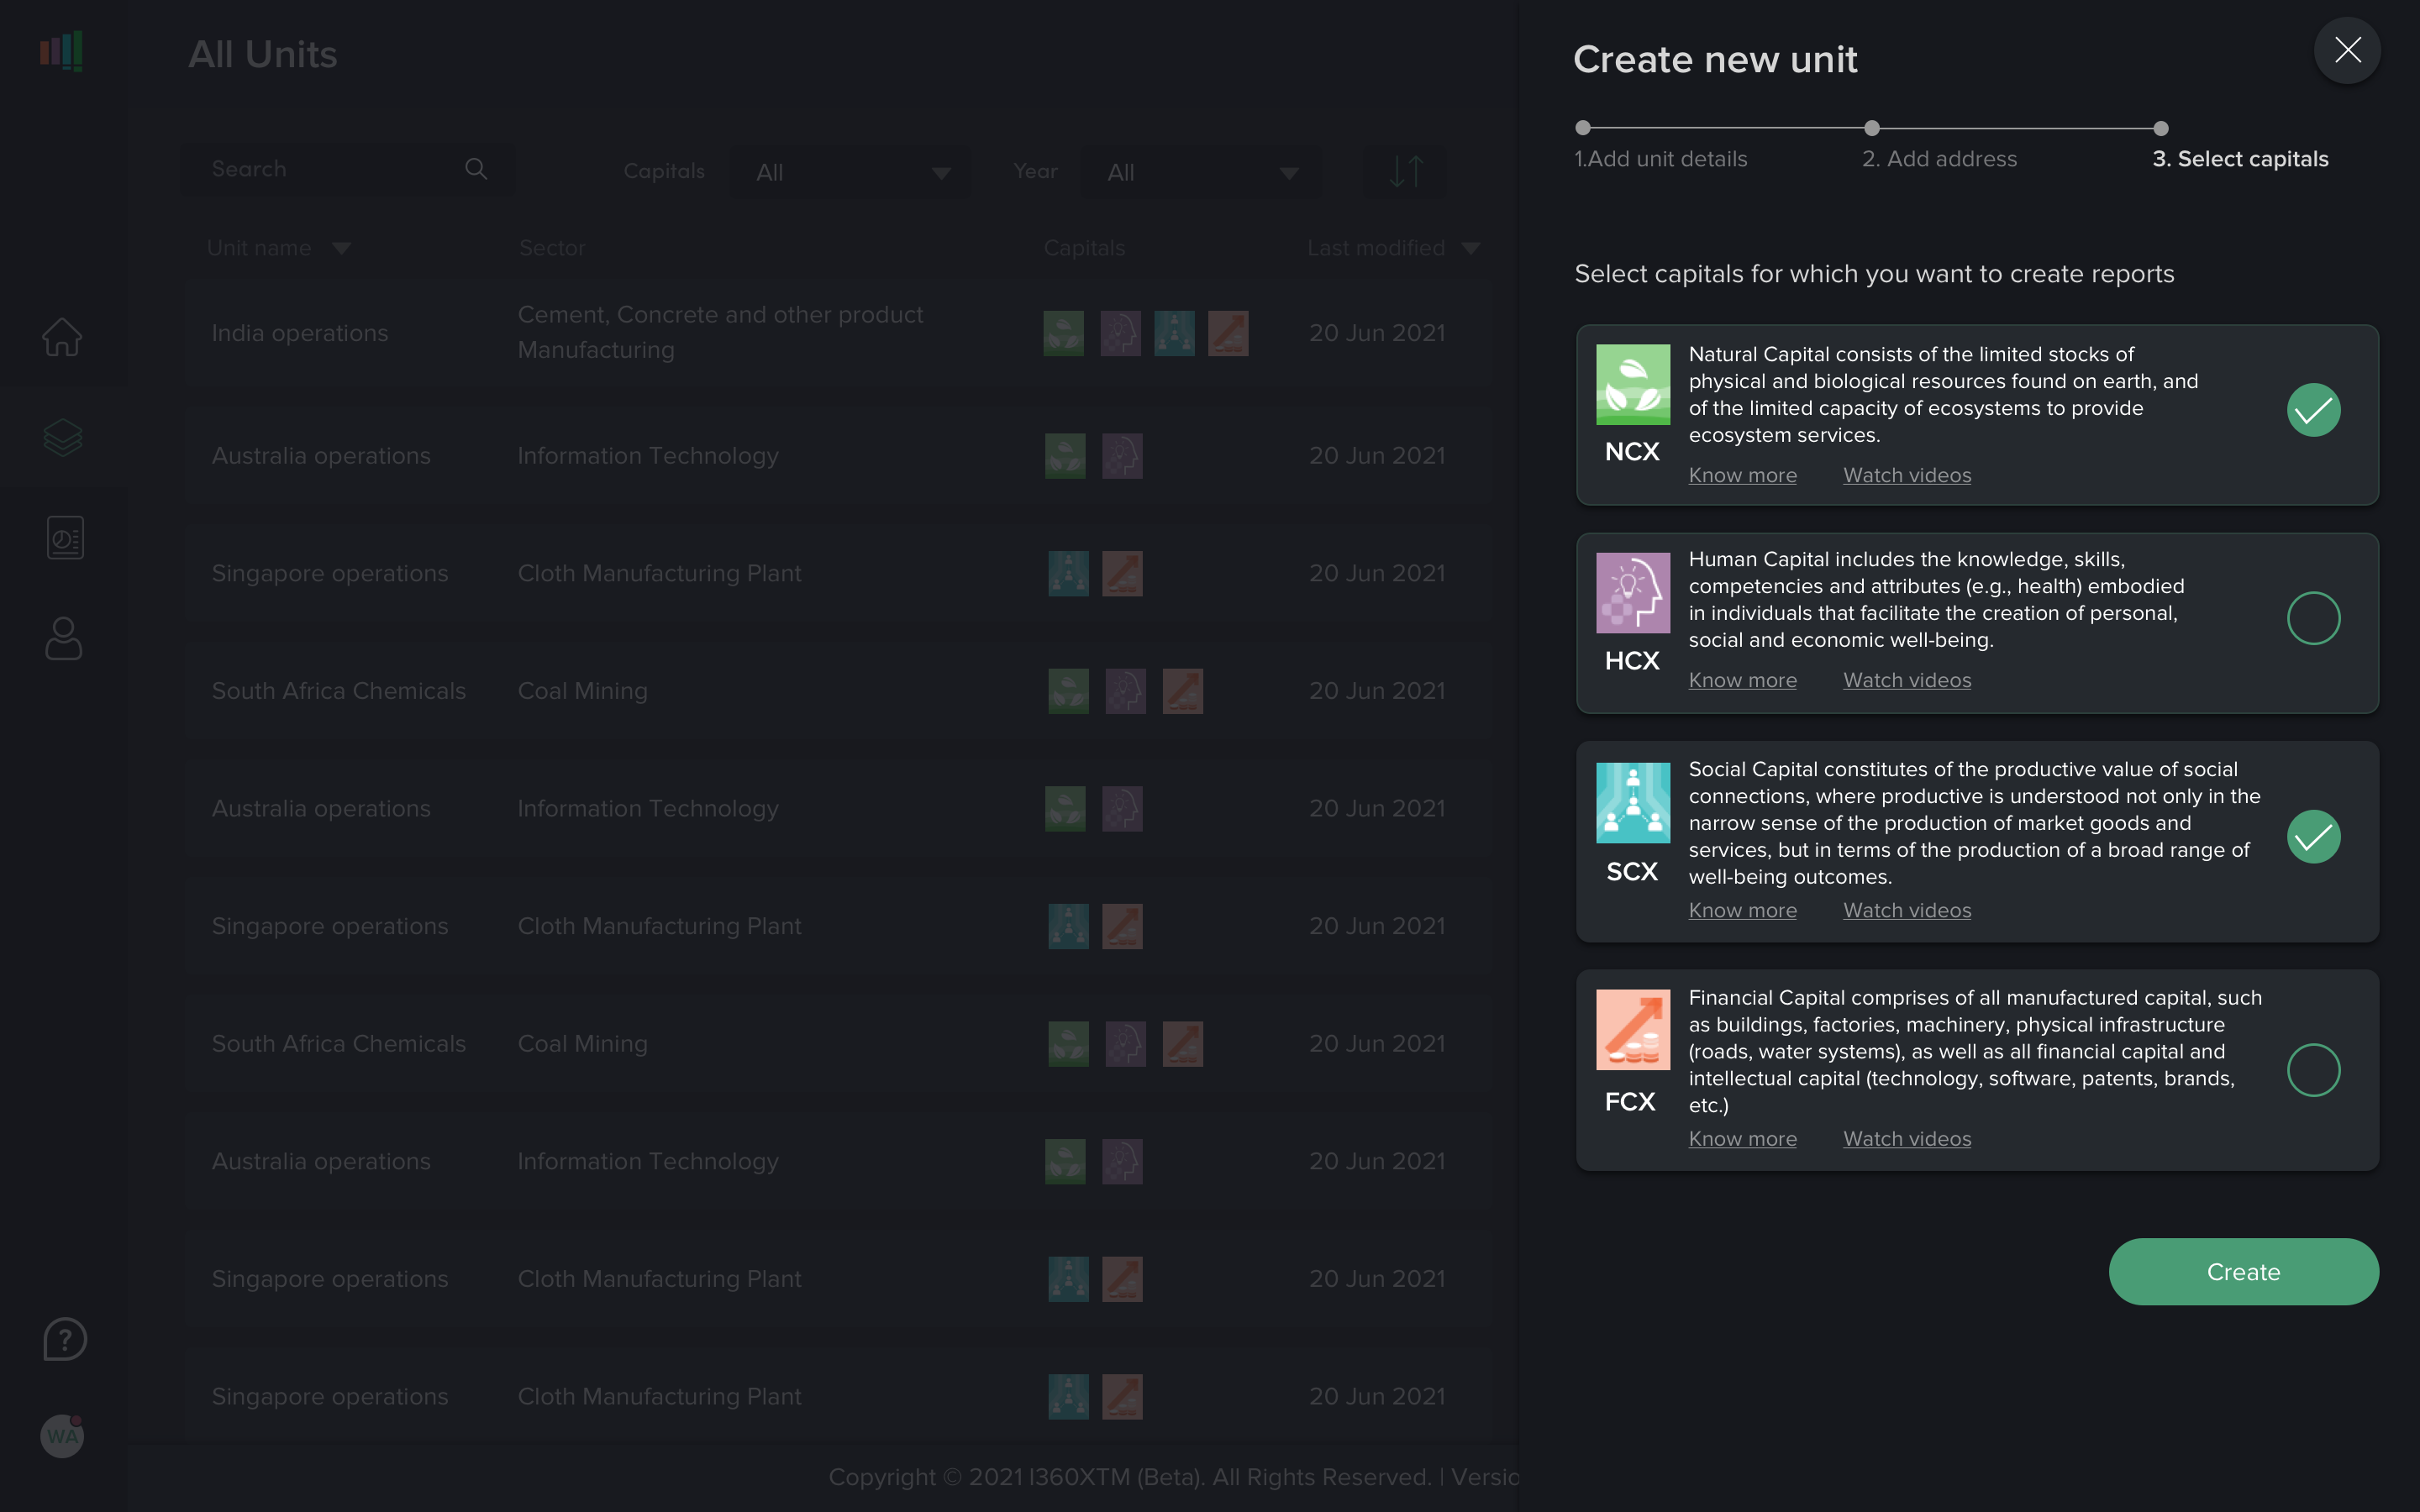 All Units
Search
Capitals
All
Year
All
Unit name
Sector
Capitals
Last modified
India operations
Cement, Concrete and other product
Manufacturing
20 Jun 2021
Australia operations
Information Technology
20 Jun 2021
Singapore operations
Cloth Manufacturing Plant
20 Jun 2021
South Africa Chemicals
Coal Mining
20 Jun 2021
Australia operations
Information Technology
20 Jun 2021
Singapore operations
Cloth Manufacturing Plant
20 Jun 2021
South Africa Chemicals
Coal Mining
20 Jun 2021
Australia operations
Information Technology
20 Jun 2021
Singapore operations
Cloth Manufacturing Plant
20 Jun 2021
Singapore operations
Cloth Manufacturing Plant
20 Jun 2021
?
WA
Copyright © 2021 I360XTM (Beta). All Rights Reserved. | Versio
Create new unit
1.Add unit details
2. Add address
3. Select capitals
Select capitals for which you want to create reports
NCX
Natural Capital consists of the limited stocks of
physical and biological resources found on earth, and
of the limited capacity of ecosystems to provide
ecosystem services.
Know more
Watch videos
HCX
Human Capital includes the knowledge, skills,
competencies and attributes (e.g., health) embodied
in individuals that facilitate the creation of personal,
social and economic well-being.
Know more
Watch videos
SCX
Social Capital constitutes of the productive value of social
connections, where productive is understood not only in the
narrow sense of the production of market goods and
services, but in terms of the production of a broad range of
well-being outcomes.
Know more
Watch videos
FCX
Financial Capital comprises of all manufactured capital, such
as buildings, factories, machinery, physical infrastructure
(roads, water systems), as well as all financial capital and
intellectual capital (technology, software, patents, brands,
etc.)
Know more
Watch videos
Create